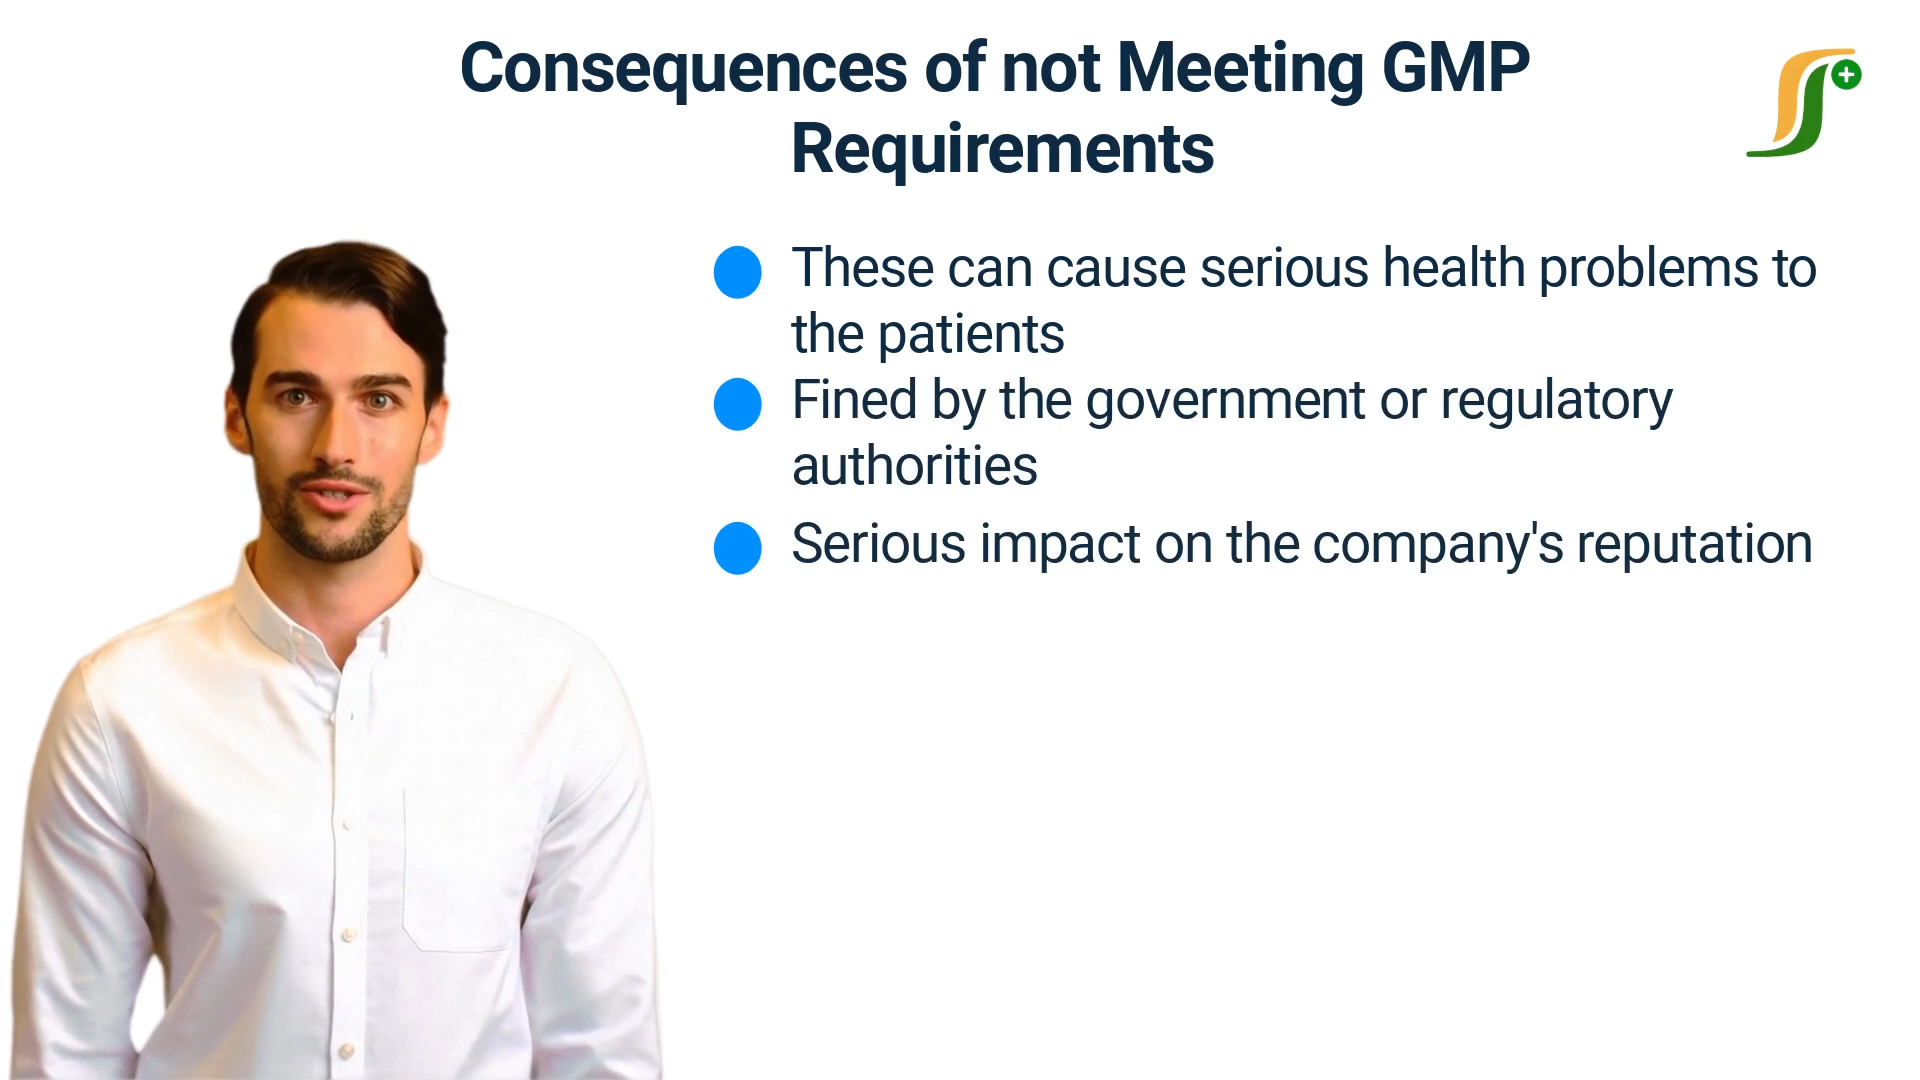 Consequences of not Meeting GMP
Requirements
These can cause serious health problems to
the patients
Fined by the government or regulatory
authorities
Serious impact on the company's reputation